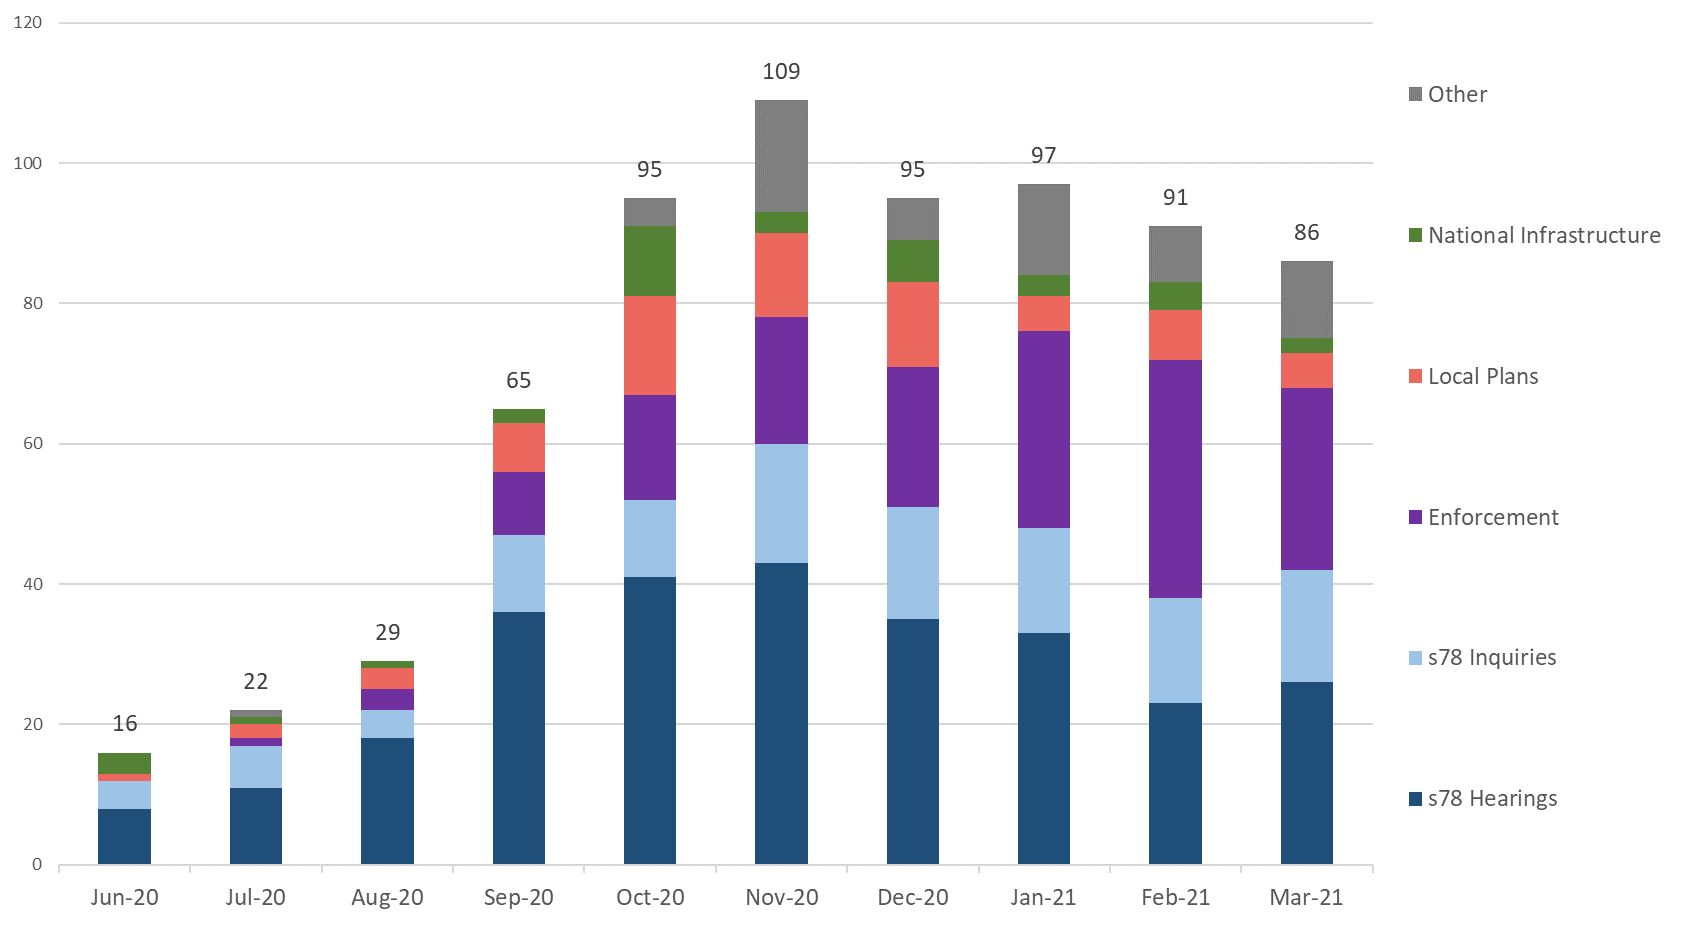 120
109
Other
100
95
95
97
91
National Infrastructure
86
80
65
Local Plans
60
Enforcement
40
29
22
s78 Inquiries
20
16
s78 Hearings
0
Jun-20 Jul-20 Aug-20 Sep-20 Oct-20 Nov-20 Dec-20 Jan-21 Feb-21 Mar-21